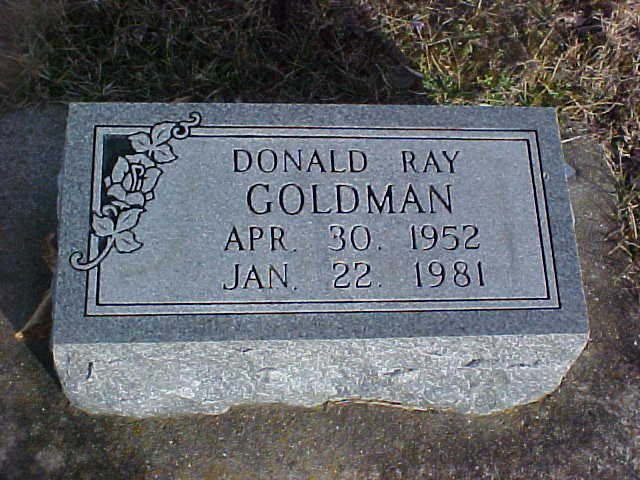 DONALD RAY
GOLDMAN
APR. 30. 1952
JAN. 22. 1981